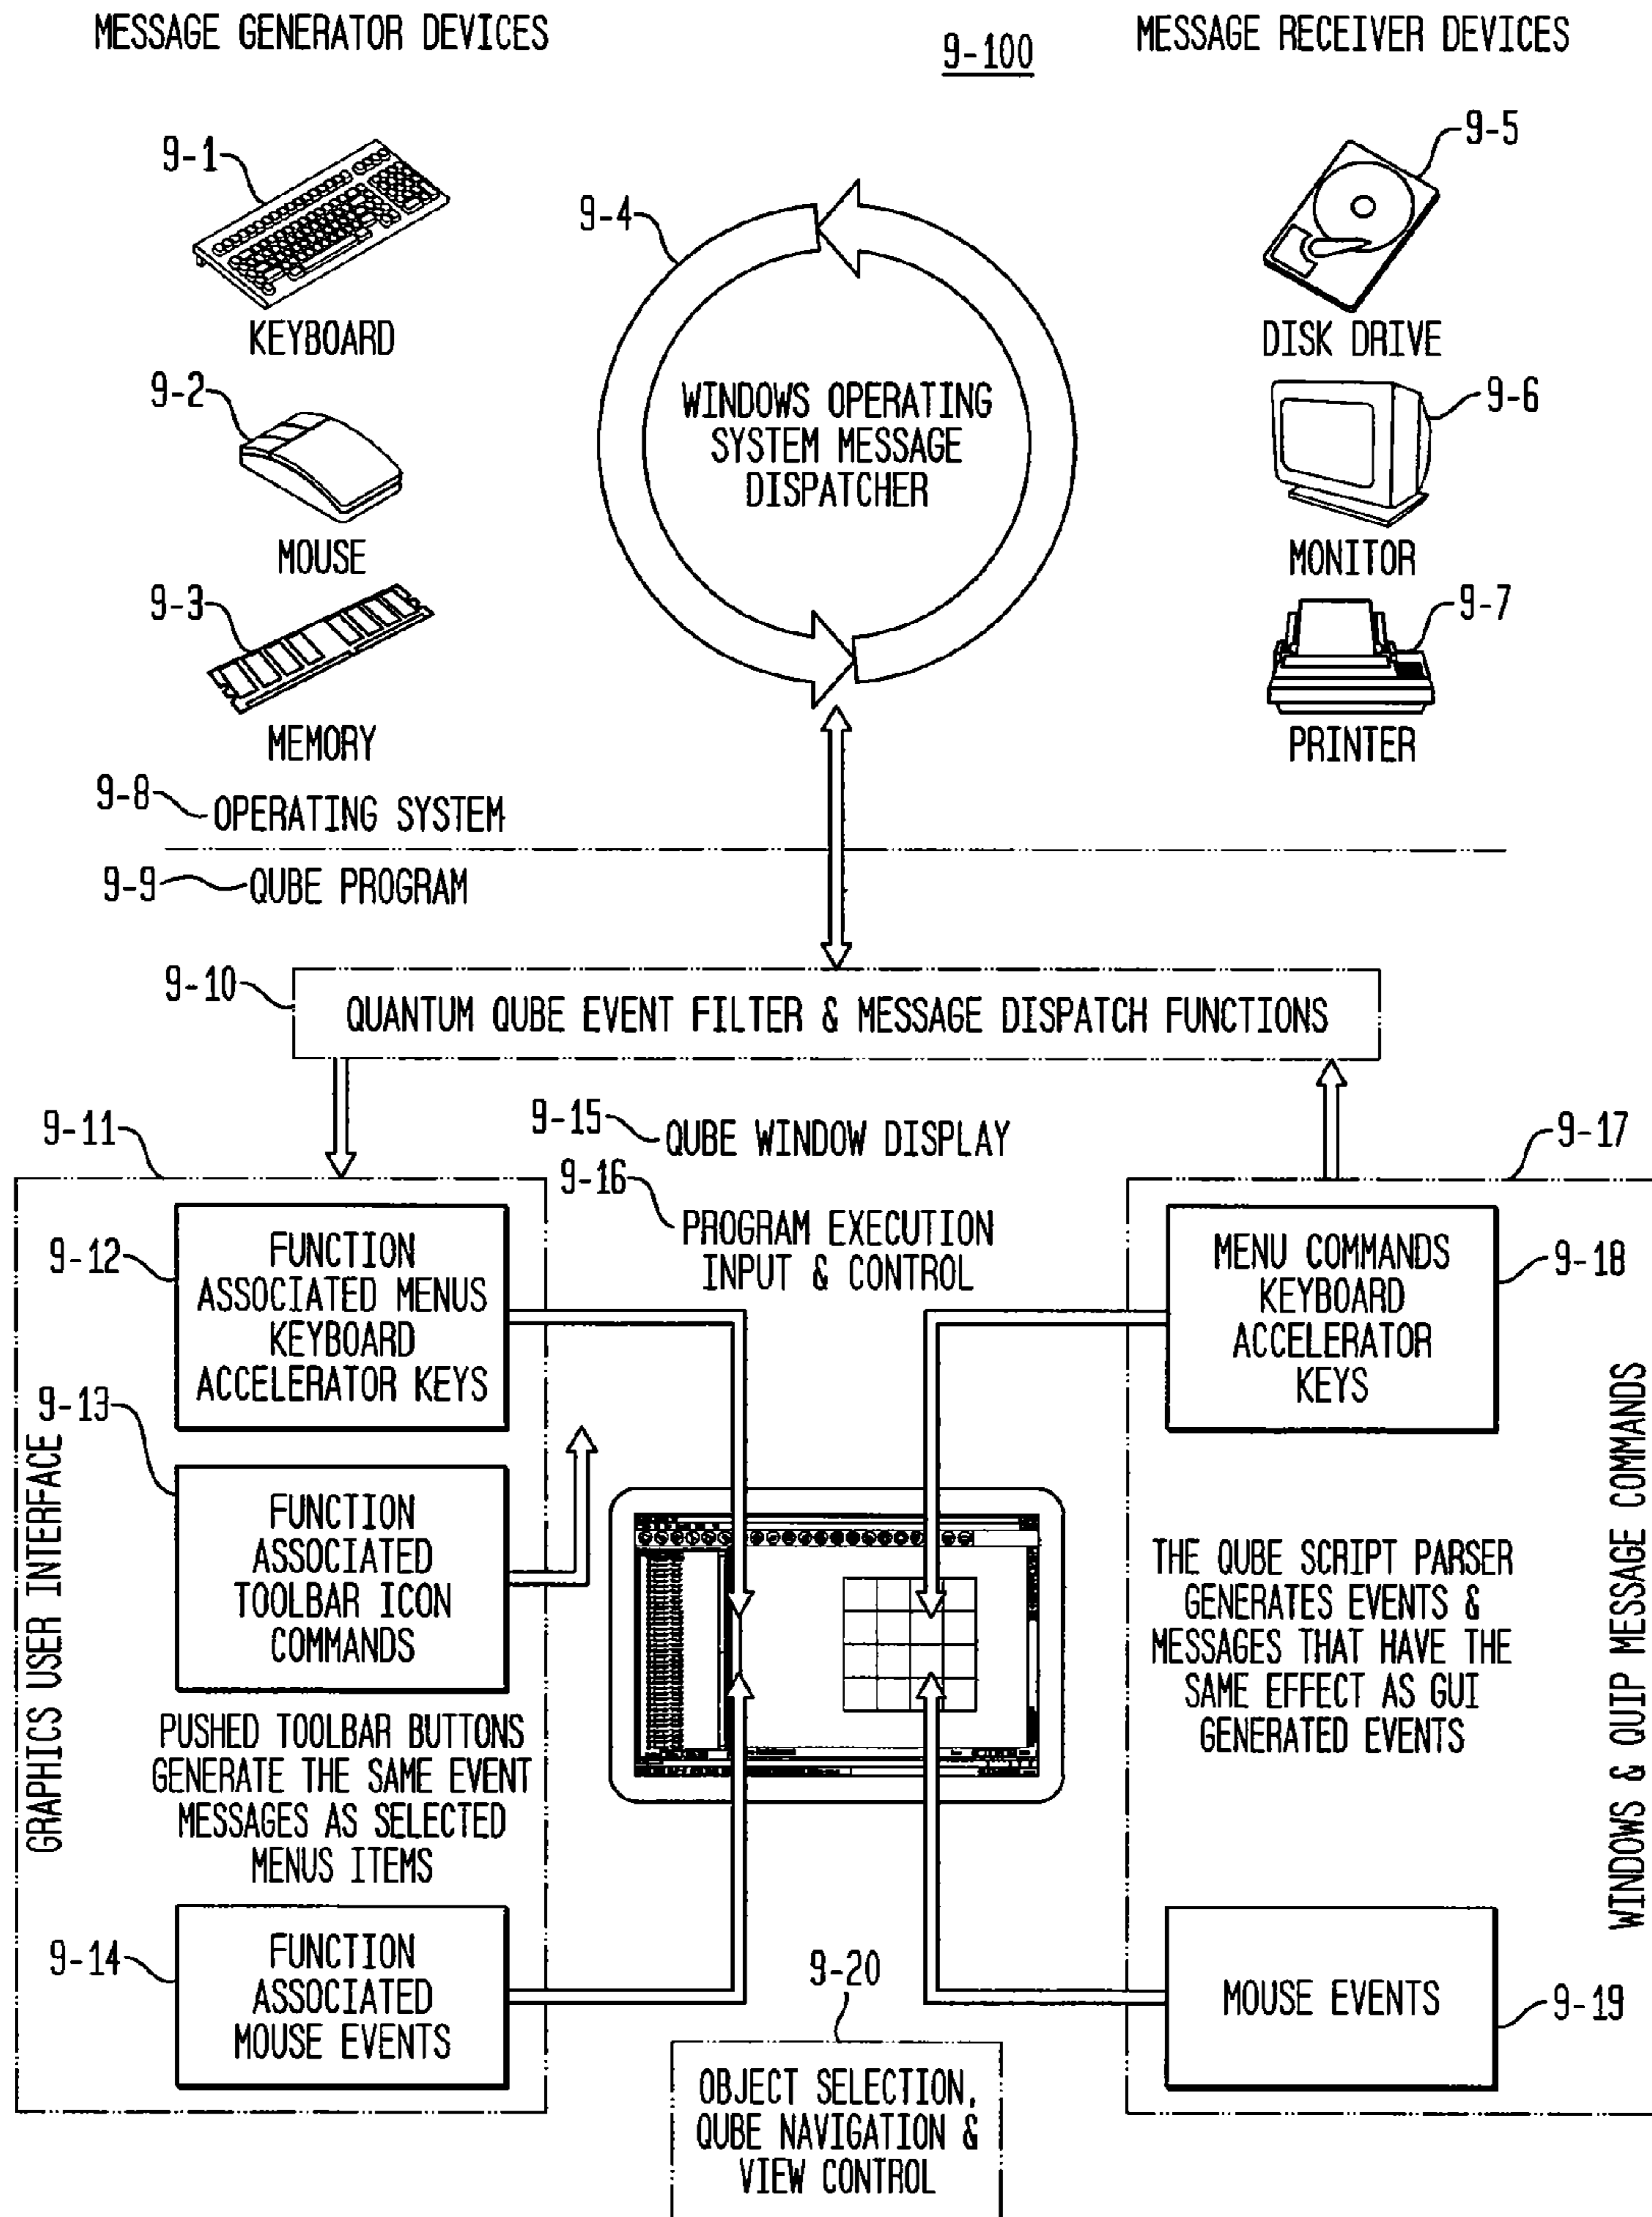 MESSAGE GENERATOR DEVICES
9-100
MESSAGE RECEIVER DEVICES
9-1
KEYBOARD
9-2
MOUSE
9-3
MEMORY
9-4
WINDOWS OPERATING
SYSTEM MESSAGE
DISPATCHER
9-5
DISK DRIVE
9-6
MONITOR
9-7
PRINTER
9-8
OPERATING SYSTEM
9-9
QUBE PROGRAM
9-10
QUANTUM QUBE EVENT FILTER & MESSAGE DISPATCH FUNCTIONS
9-11
GRAPHICS USER INTERFACE
9-12
FUNCTION
ASSOCIATED MENUS
KEYBOARD
ACCELERATOR KEYS
9-13
FUNCTION
ASSOCIATED
TOOLBAR ICON
COMMANDS
PUSHED TOOLBAR BUTTONS
GENERATE THE SAME EVENT
MESSAGES AS SELECTED
MENUS ITEMS
9-14
FUNCTION
ASSOCIATED
MOUSE EVENTS
9-15
QUBE WINDOW DISPLAY
9-16
PROGRAM EXECUTION
INPUT & CONTROL
9-17
WINDOWS & QUIP MESSAGE COMMANDS
9-18
MENU COMMANDS
KEYBOARD
ACCELERATOR
KEYS
THE QUBE SCRIPT PARSER
GENERATES EVENTS &
MESSAGES THAT HAVE THE
SAME EFFECT AS GUI
GENERATED EVENTS
9-19
MOUSE EVENTS
9-20
OBJECT SELECTION,
QUBE NAVIGATION &
VIEW CONTROL